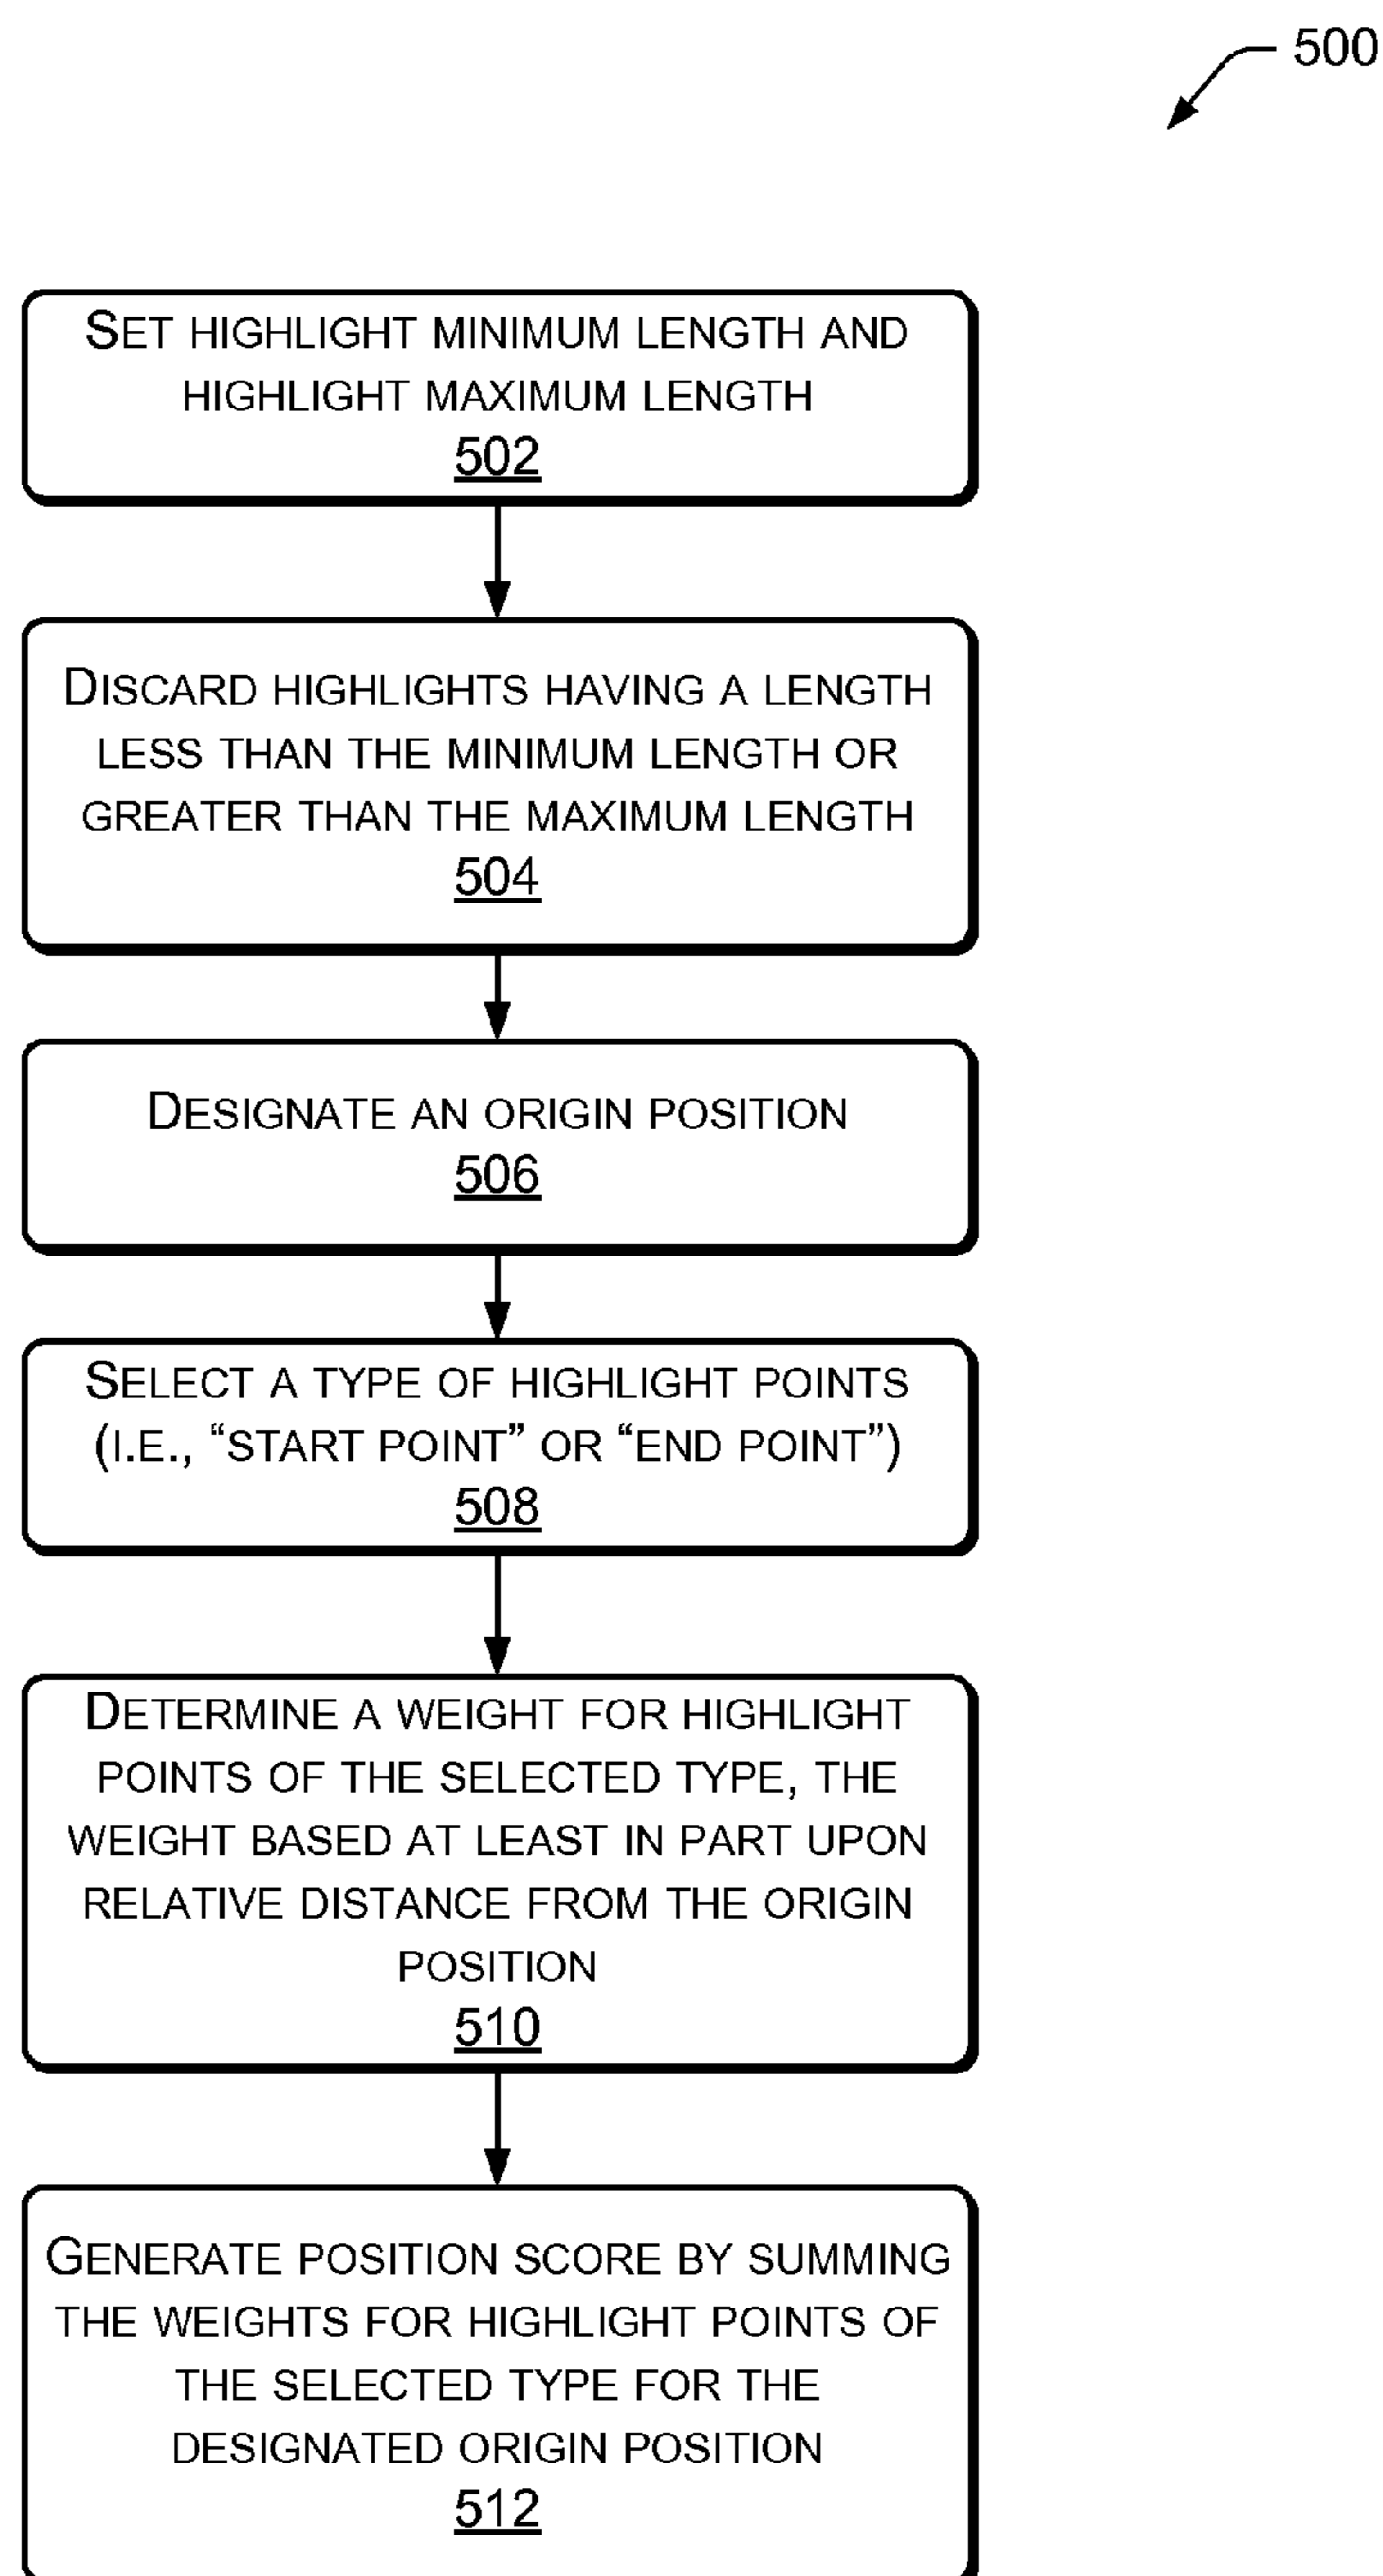 500
SET HIGHLIGHT MINIMUM LENGTH AND
HIGHLIGHT MAXIMUM LENGTH
502
DISCARD HIGHLIGHTS HAVING A LENGTH
LESS THAN THE MINIMUM LENGTH OR
GREATER THAN THE MAXIMUM LENGTH
504
DESIGNATE AN ORIGIN POSITION
506
SELECT A TYPE OF HIGHLIGHT POINTS
(I.E., “START POINT” OR “END POINT”)
508
DETERMINE A WEIGHT FOR HIGHLIGHT
POINTS OF THE SELECTED TYPE, THE
WEIGHT BASED AT LEAST IN PART UPON
RELATIVE DISTANCE FROM THE ORIGIN
POSITION
510
GENERATE POSITION SCORE BY SUMMING
THE WEIGHTS FOR HIGHLIGHT POINTS OF
THE SELECTED TYPE FOR THE
DESIGNATED ORIGIN POSITION
512